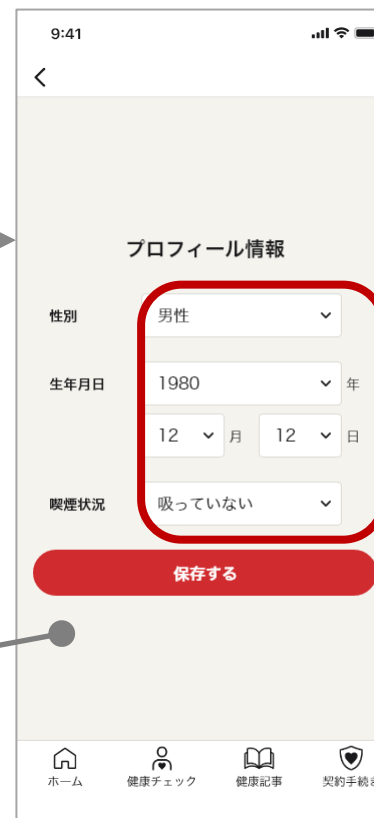 9:41
プロフィール情報
性別 男性
生年月日 1980 年
12 月 12 日
喫煙状況 吸っていない
保存する
ホーム 健康チェック 健康記事 契約手続き